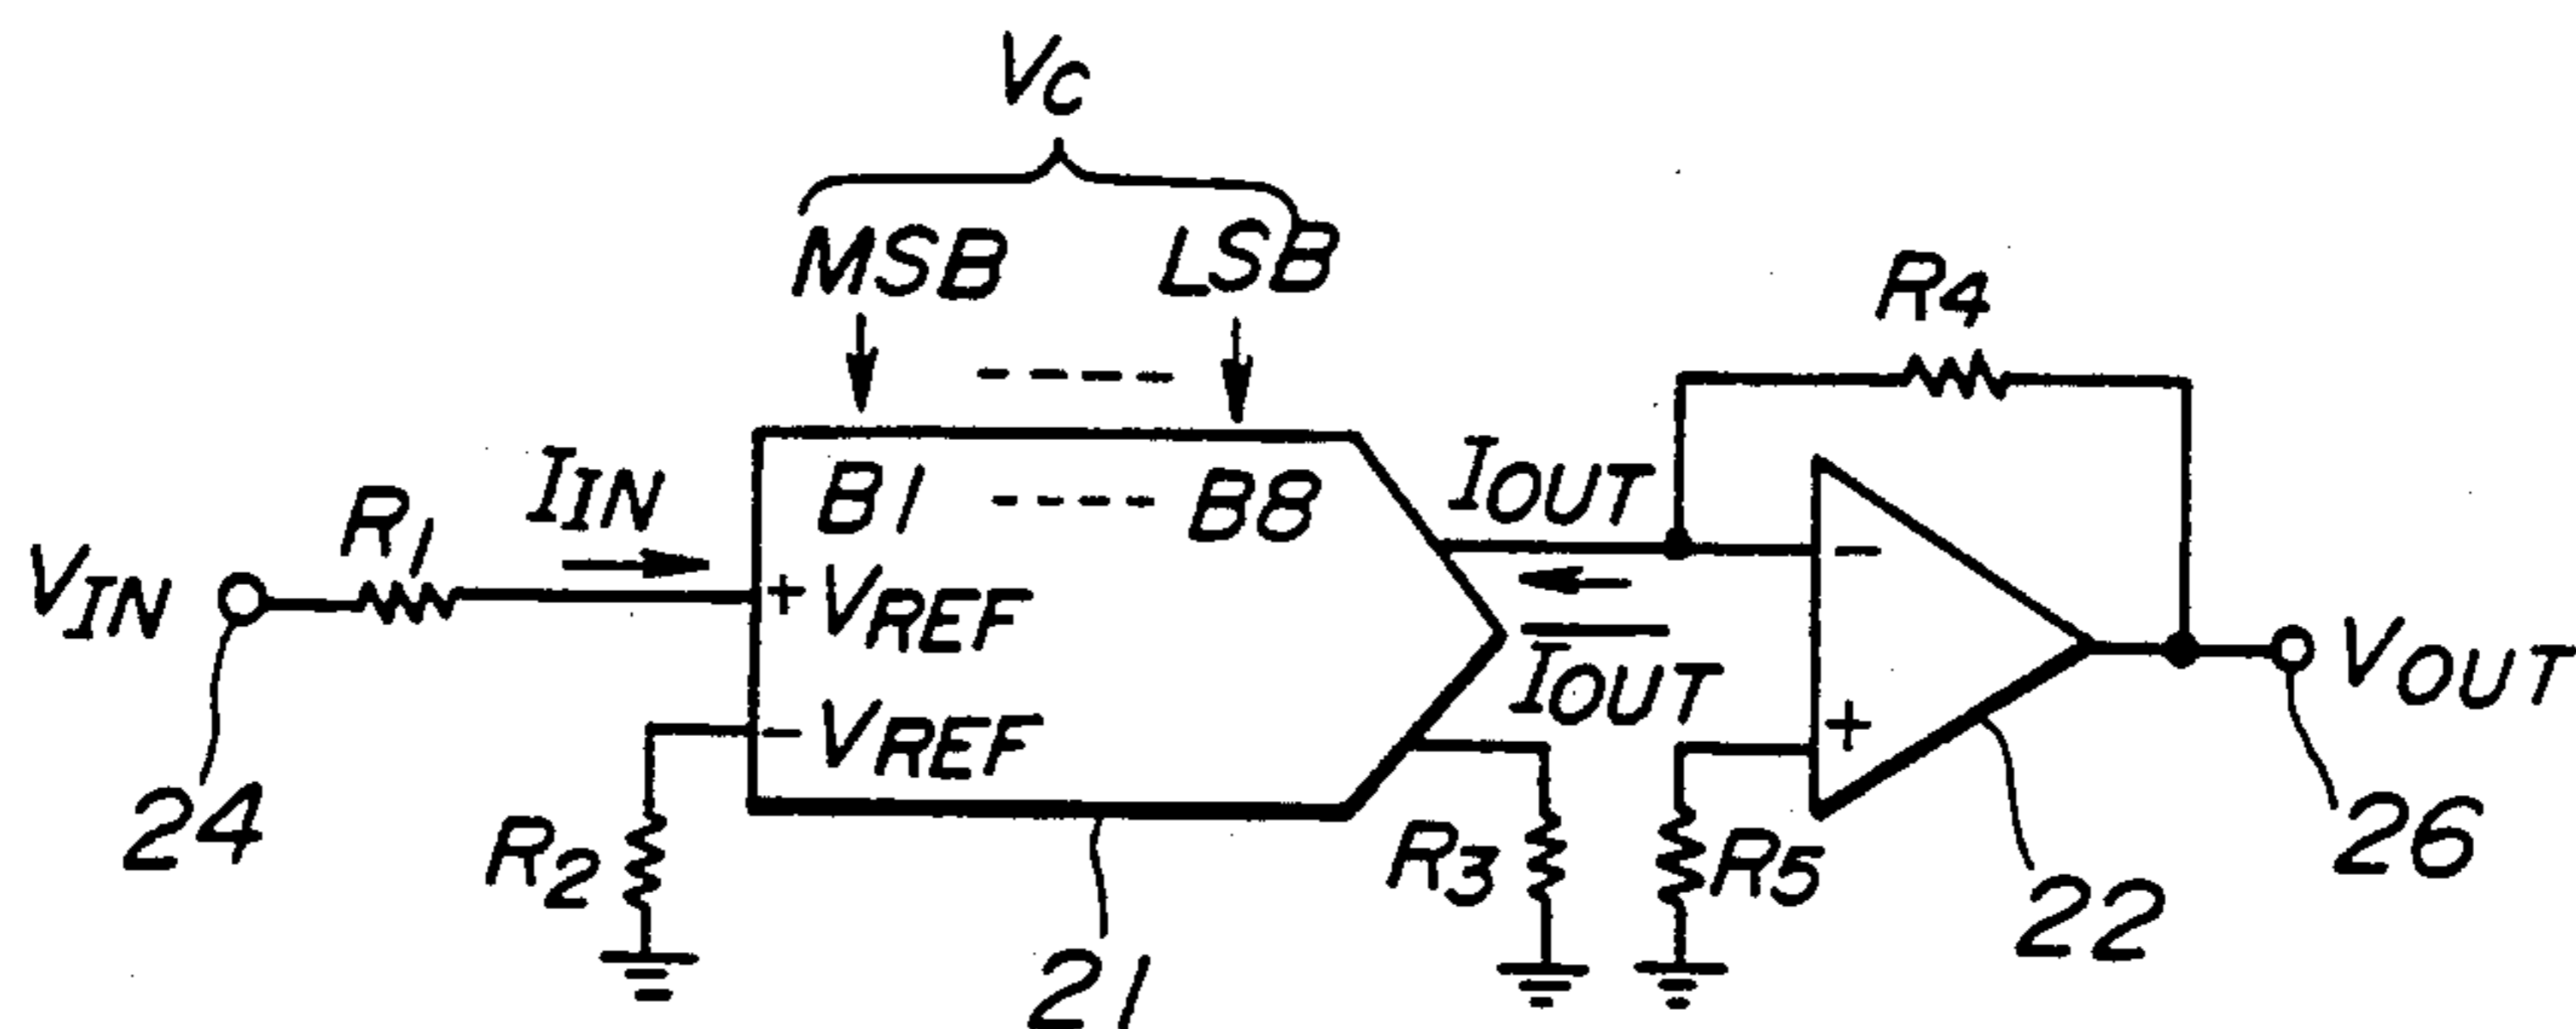 VC
MSB ---- LSB
R4
B1 ---- B8
IIN
IOUT
R1
VIN
+ VREF
-
IOUT
VOUT
- VREF
+
24
R2
R3
R5
26
22
21